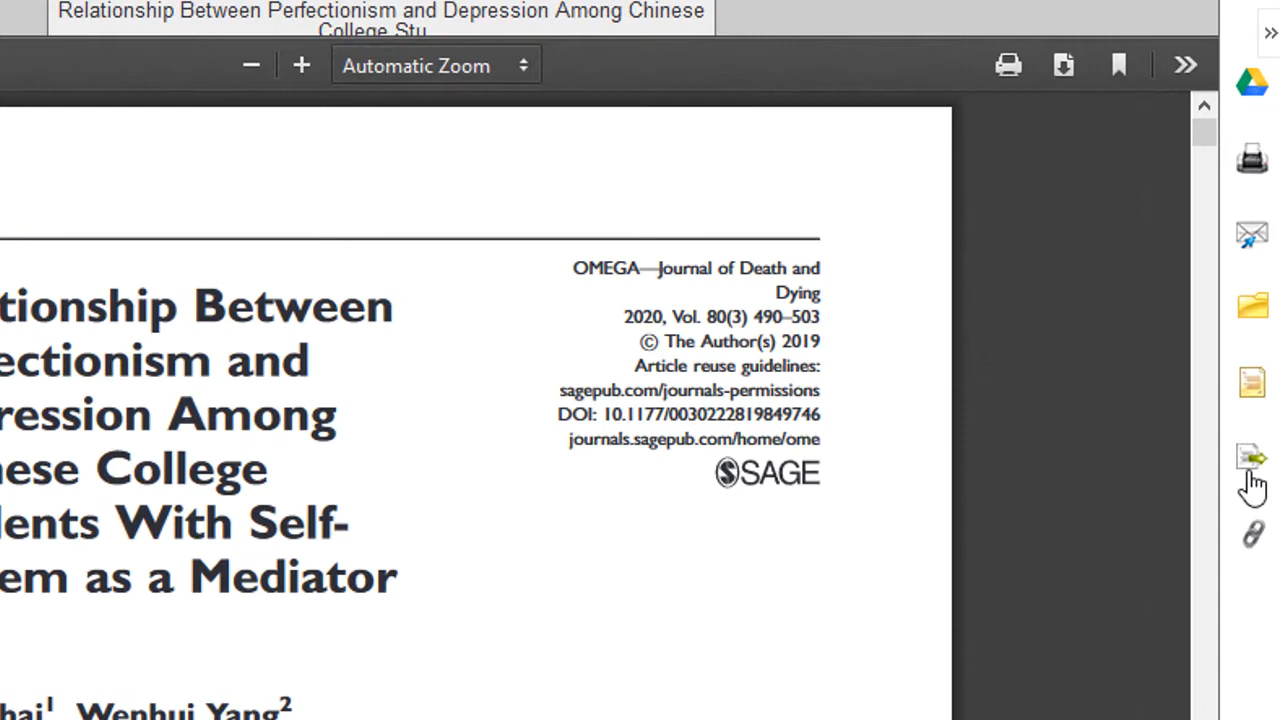 Relationship Between Perfectionism and Depression Among Chinese
College Stu
Automatic Zoom
OMEGA—Journal of Death and
Dying
2020, Vol. 80(3) 490–503
© The Author(s) 2019
Article reuse guidelines:
sagepub.com/journals-permissions
DOI: 10.1177/0030222819849746
journals.sagepub.com/home/ome
SAGE
tionship Between
ectionism and
ression Among
nese College
dents With Self-
em as a Mediator
hai¹, Wenhui Yang²